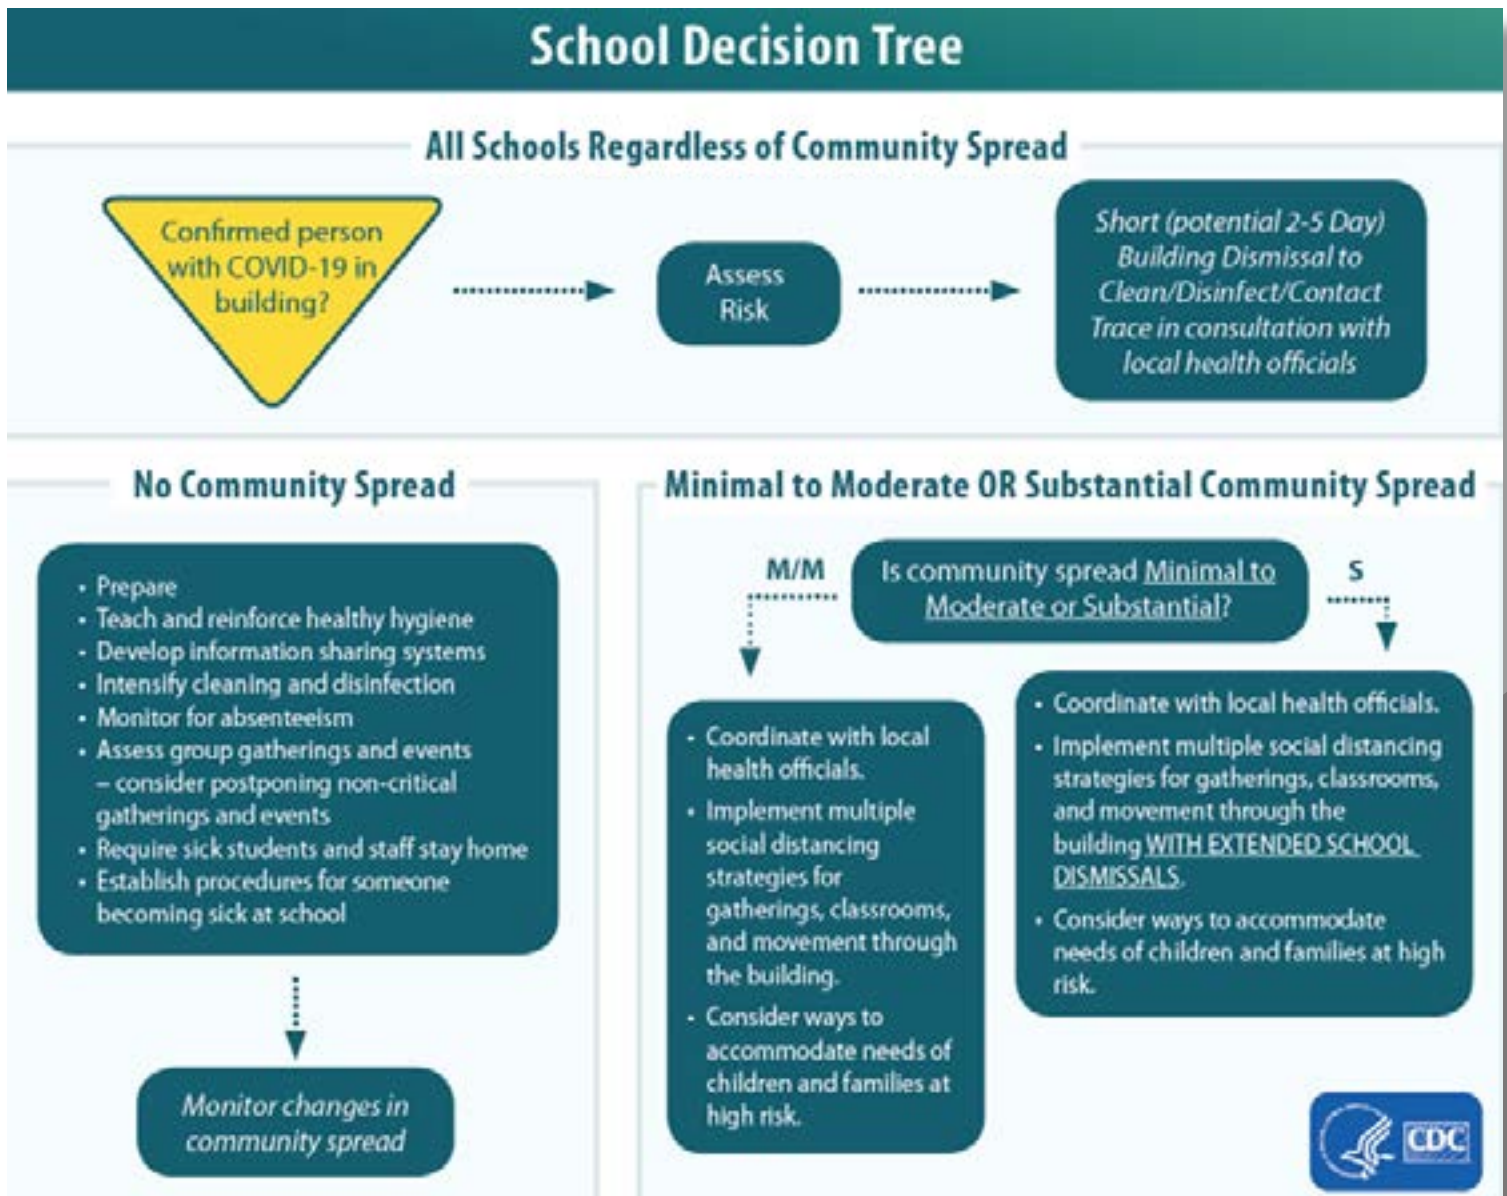 School Decision Tree
All Schools Regardless of Community Spread
Confirmed person
with COVID-19 in
building?
Assess
Risk
Short (potential 2-5 Day)
Building Dismissal to
Clean/Disinfect/Contact
Trace in consultation with
local health officials
No Community Spread
• Prepare
• Teach and reinforce healthy hygiene
• Develop information sharing systems
• Intensify cleaning and disinfection
• Monitor for absenteeism
• Assess group gatherings and events
– consider postponing non-critical
gatherings and events
• Require sick students and staff stay home
• Establish procedures for someone
becoming sick at school
Monitor changes in
community spread
Minimal to Moderate OR Substantial Community Spread
Is community spread Minimal to
Moderate or Substantial?
M/M
• Coordinate with local
health officials.
• Implement multiple
social distancing
strategies for
gatherings, classrooms,
and movement through
the building.
• Consider ways to
accommodate needs of
children and families at
high risk.
S
• Coordinate with local health officials.
• Implement multiple social distancing
strategies for gatherings, classrooms,
and movement through the
building WITH EXTENDED SCHOOL
DISMISSALS.
• Consider ways to accommodate
needs of children and families at high
risk.
CDC